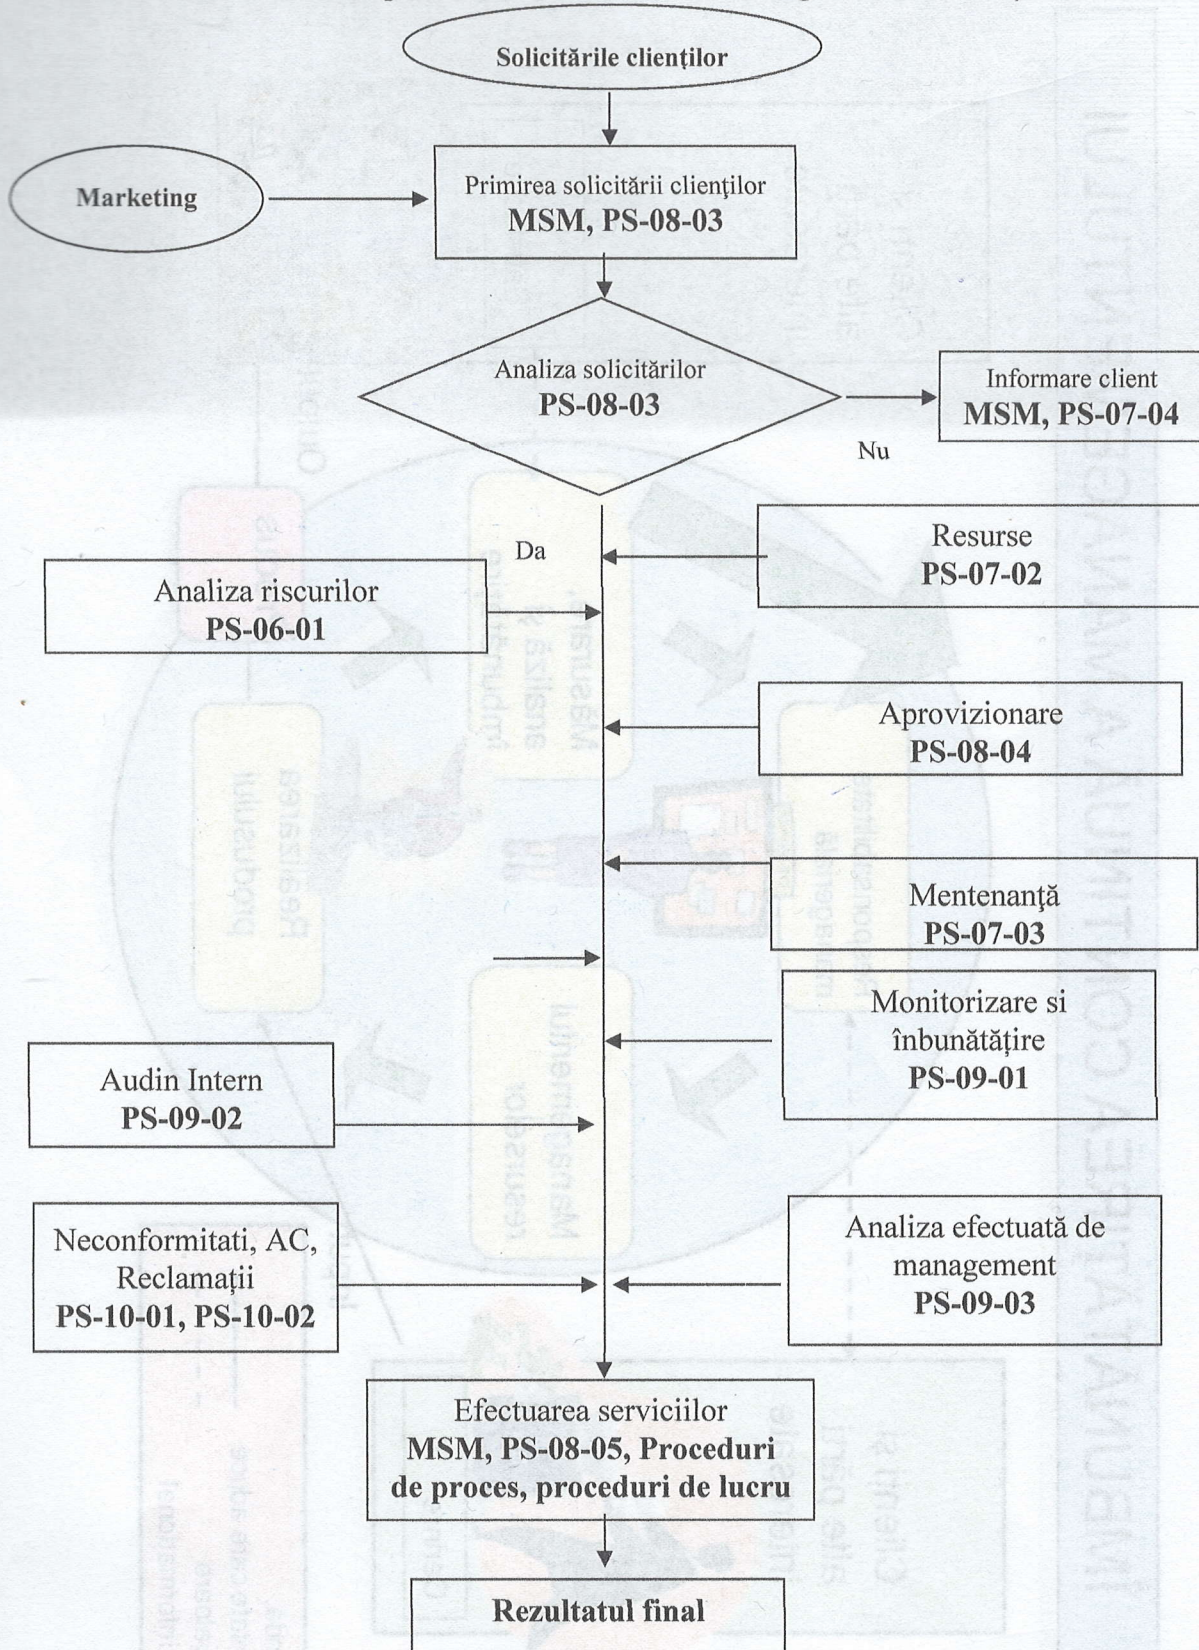 Solicitările clienților
Marketing
Primirea solicitării clienţilor
MSM, PS-08-03
Analiza solicitărilor
PS-08-03
Informare client
MSM, PS-07-04
Nu
Da
Resurse
PS-07-02
Analiza riscurilor
PS-06-01
Aprovizionare
PS-08-04
Mentenanţă
PS-07-03
Monitorizare si
înbunătățire
PS-09-01
Audin Intern
PS-09-02
Neconformitati, AC,
Reclamații
PS-10-01, PS-10-02
Analiza efectuată de
management
PS-09-03
Efectuarea serviciilor
MSM, PS-08-05, Proceduri
de proces, proceduri de lucru
Rezultatul final